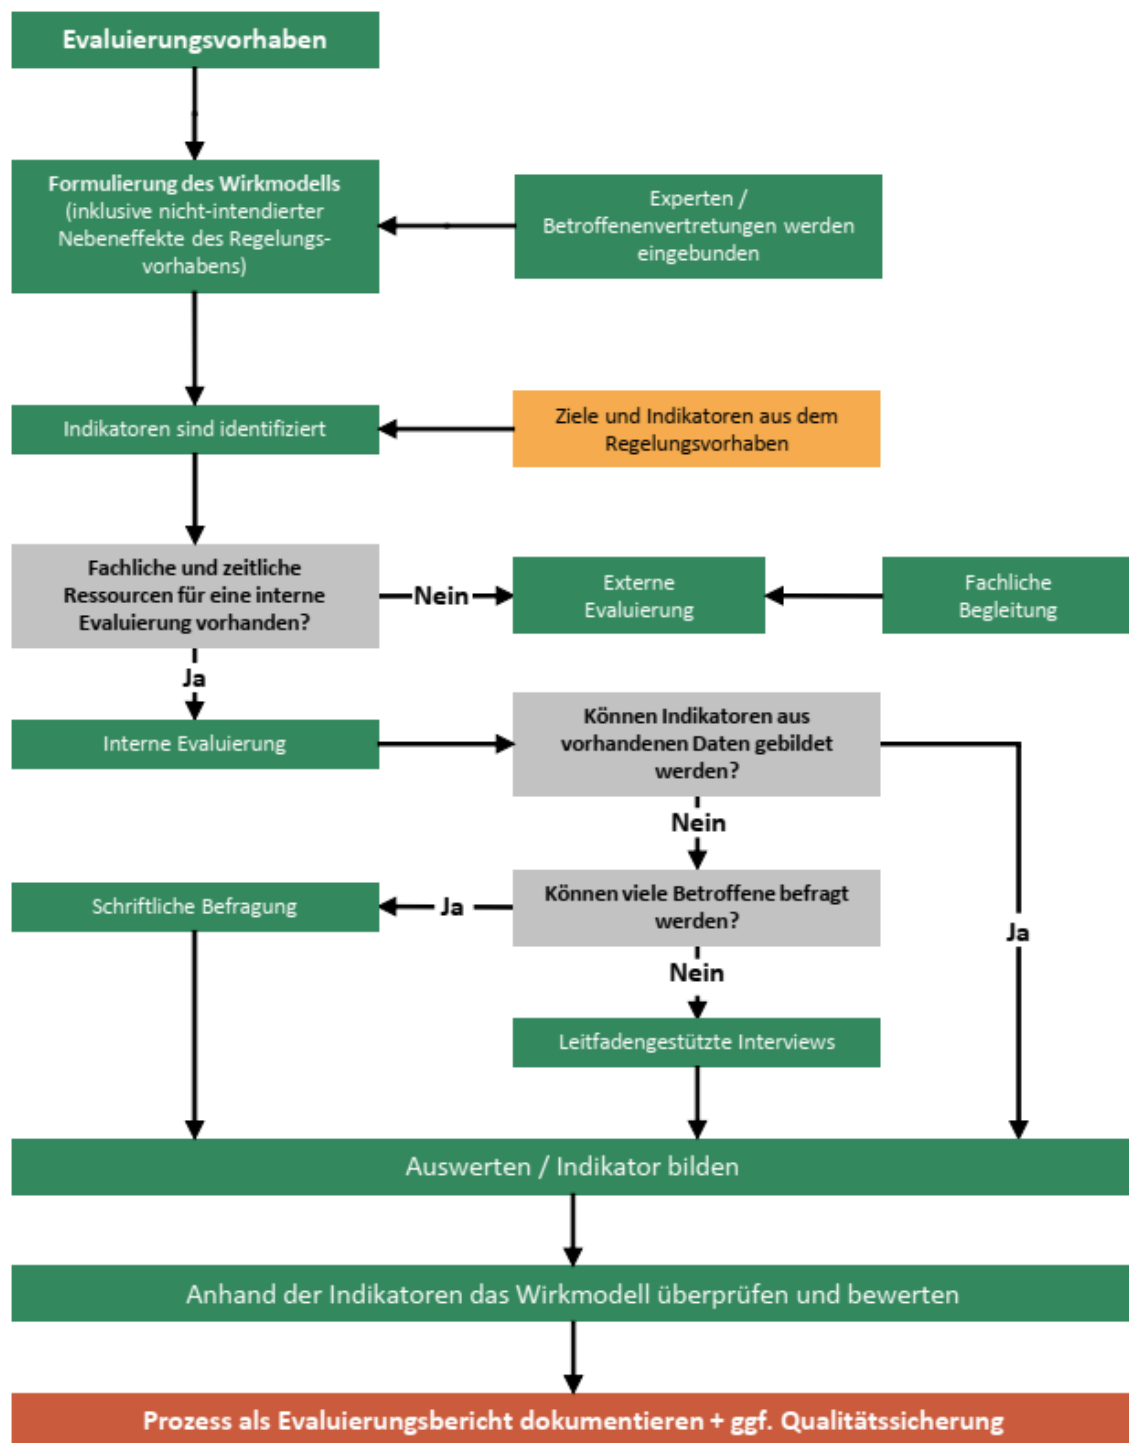 Evaluierungsvorhaben
Formulierung des Wirkmodells
(inklusive nicht-intendierter
Nebeneffekte des Regelungs-
vorhabens)
Experten /
Betroffenenvertretungen werden
eingebunden
Indikatoren sind identifiziert
Ziele und Indikatoren aus dem
Regelungsvorhaben
Fachliche und zeitliche
Ressourcen für eine interne
Evaluierung vorhanden?
Nein
Externe
Evaluierung
Fachliche
Begleitung
Ja
Interne Evaluierung
Können Indikatoren aus
vorhandenen Daten gebildet
werden?
Nein
Schriftliche Befragung
Ja
Können viele Betroffene befragt
werden?
Ja
Nein
Leitfadengestützte Interviews
Auswerten / Indikator bilden
Anhand der Indikatoren das Wirkmodell überprüfen und bewerten
Prozess als Evaluierungsbericht dokumentieren + ggf. Qualitätssicherung